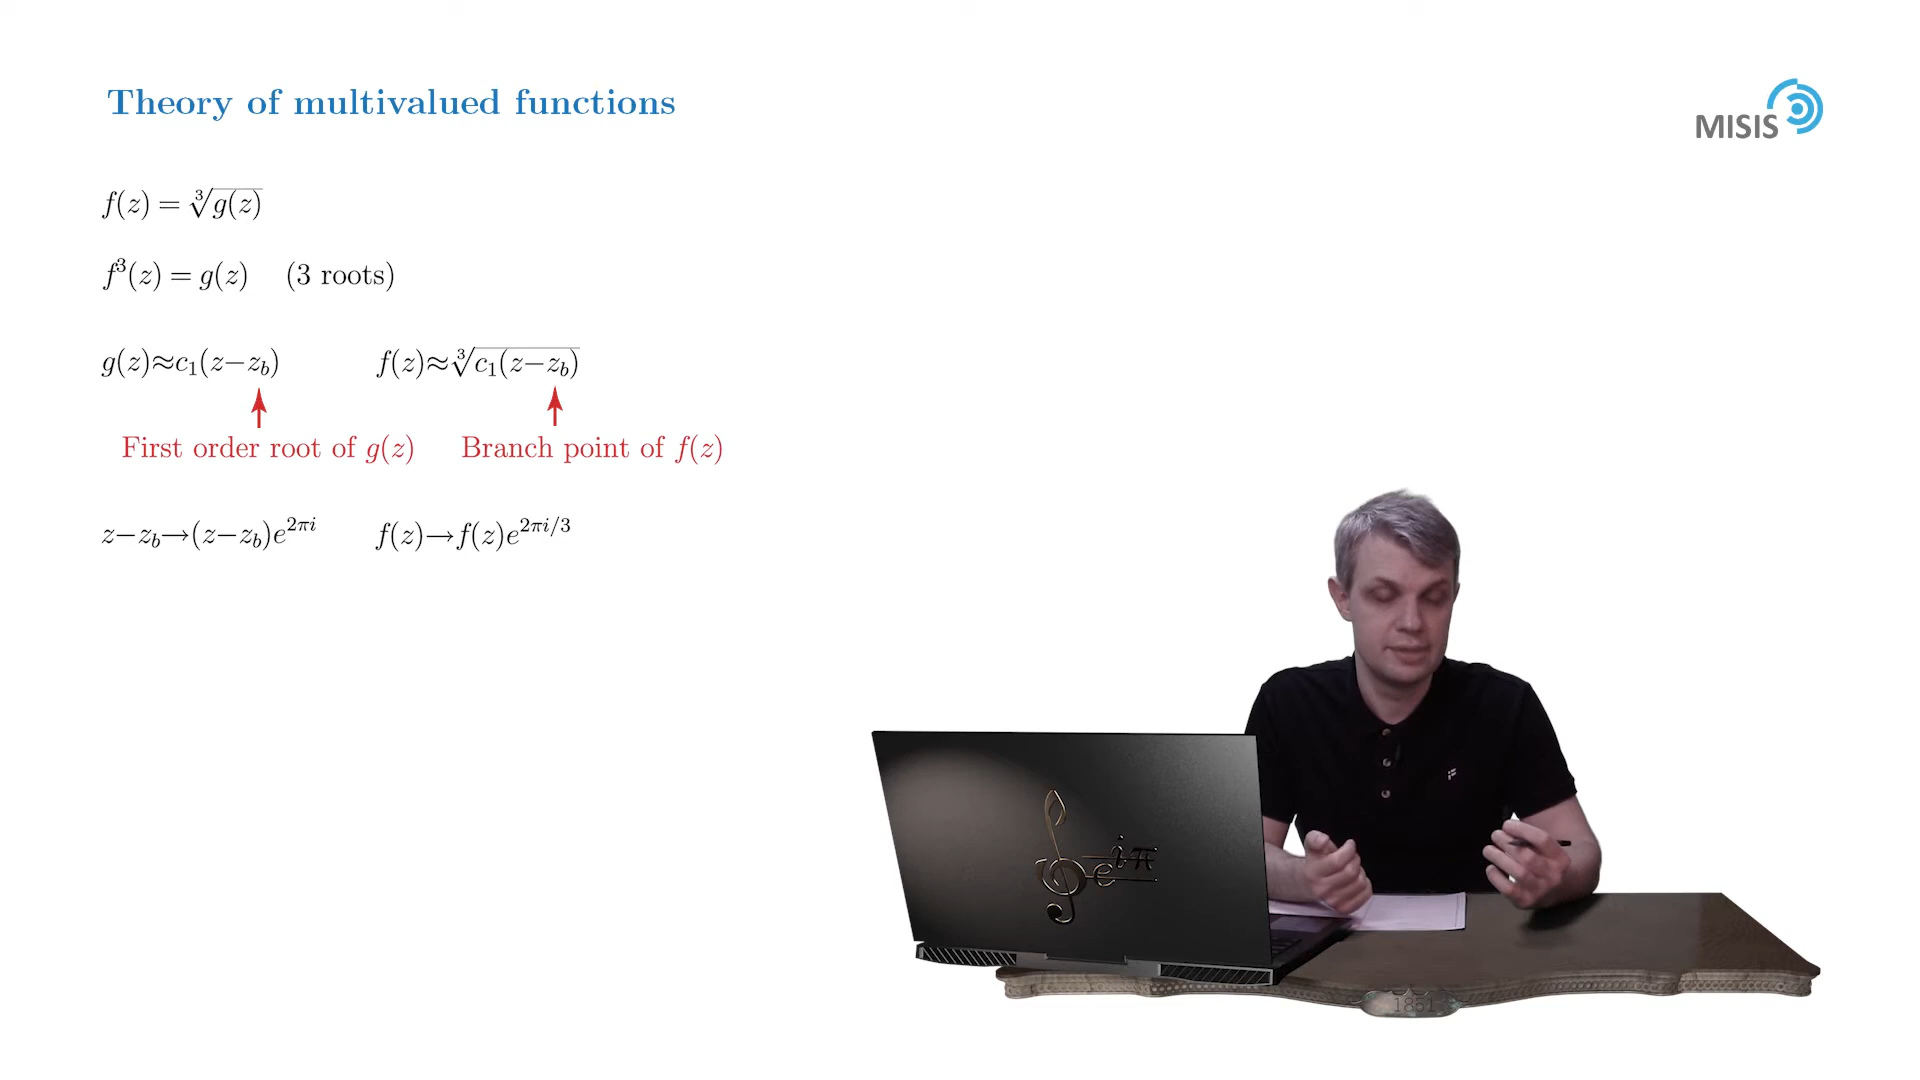 Theory of multivalued functions
MISIS
f(z) = ∛g(z)
f³(z) = g(z) (3 roots)
g(z)≈c₁(z−z_b) f(z)≈∛c₁(z−z_b)
First order root of g(z) Branch point of f(z)
z−z_b→(z−z_b)e^{2πi} f(z)→f(z)e^{2πi/3}
e^{iπ}